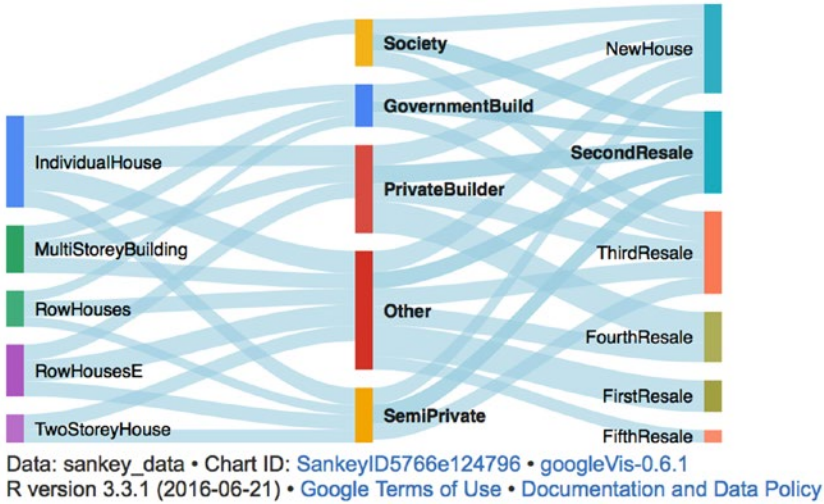 Society
NewHouse
GovernmentBuild
SecondResale
IndividualHouse
PrivateBuilder
MultiStoreyBuilding
ThirdResale
RowHouses
Other
FourthResale
RowHousesE
FirstResale
SemiPrivate
TwoStoreyHouse
FifthResale
Data: sankey_data • Chart ID: SankeyID5766e124796 • googleVis-0.6.1
R version 3.3.1 (2016-06-21) • Google Terms of Use • Documentation and Data Policy